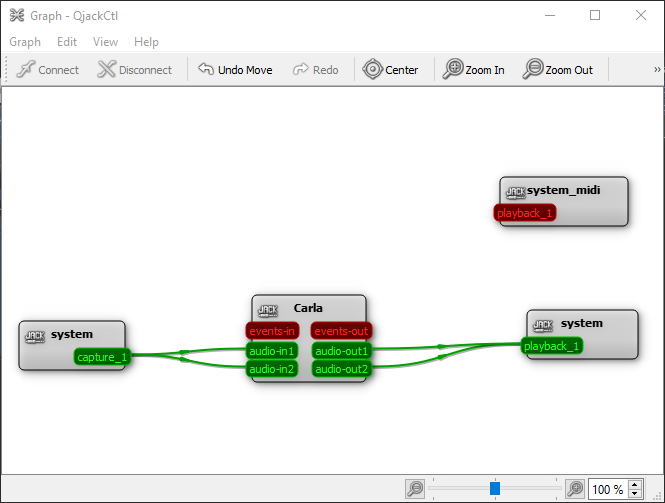 Graph - QjackCtl
Graph Edit View Help
Connect Disconnect Undo Move Redo Center Zoom In Zoom Out »
JACK system_midi
playback_1
JACK Carla
events-in events-out
audio-in1 audio-out1
audio-in2 audio-out2
JACK system
capture_1
JACK system
playback_1
100 %